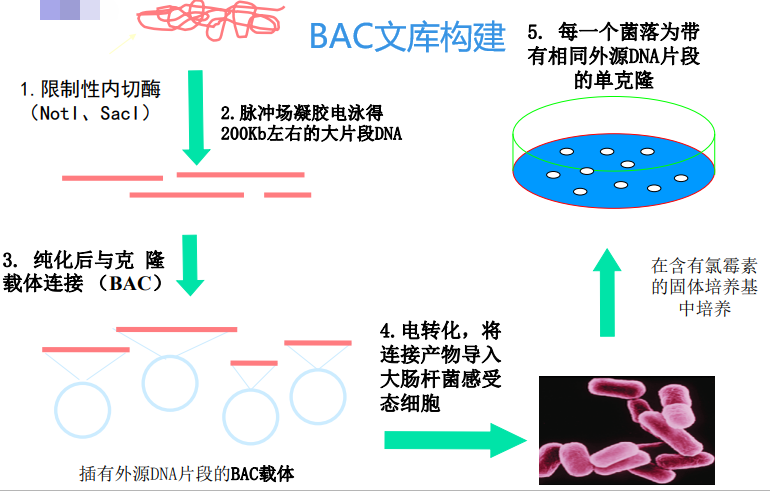 BAC文库构建
1.限制性内切酶
（NotI、SacI）
2.脉冲场凝胶电泳得
200Kb左右的大片段DNA
3. 纯化后与克 隆
载体连接 （BAC）
插有外源DNA片段的BAC载体
4.电转化，将
连接产物导入
大肠杆菌感受
态细胞
在含有氯霉素
的固体培养基
中培养
5. 每一个菌落为带
有相同外源DNA片段
的单克隆